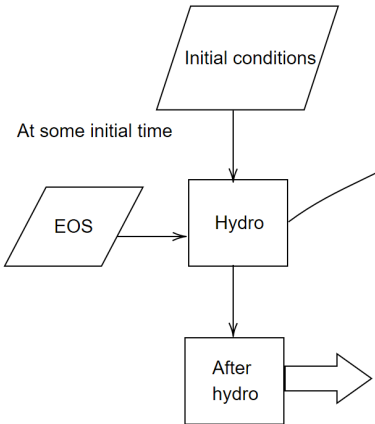 Initial conditions
At some initial time
EOS
Hydro
After
hydro